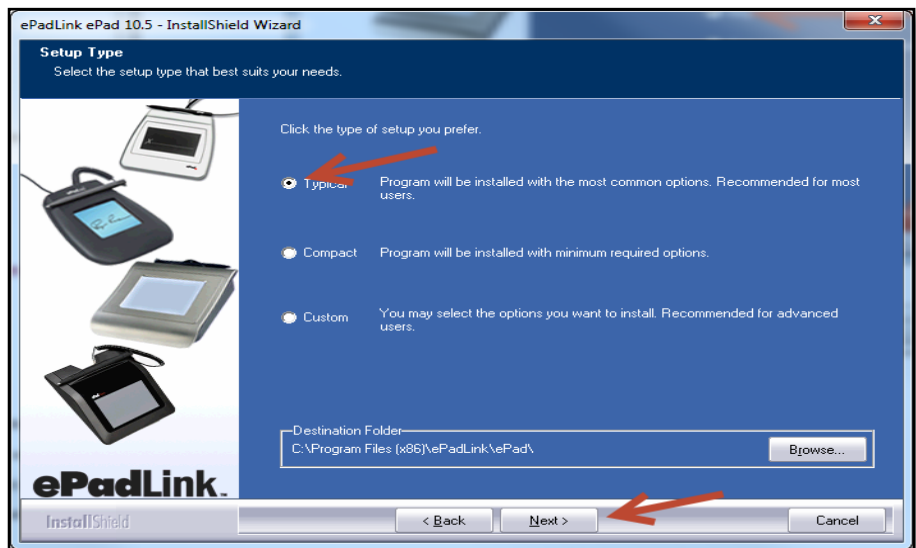 ePadLink ePad 10.5 - InstallShield Wizard
Setup Type
Select the setup type that best suits your needs.
Click the type of setup you prefer.
Typical Program will be installed with the most common options. Recommended for most
users.
Compact Program will be installed with minimum required options.
Custom You may select the options you want to install. Recommended for advanced
users.
Destination Folder
C:\Program Files (x86)\ePadLink\ePad\
Browse...
ePadLink.
InstallShield
< Back Next > Cancel